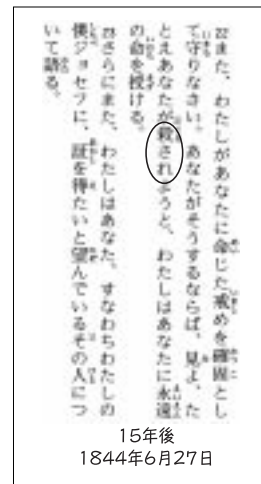 22また、わたしがあなたに命じた戒めを確固とし
て守りなさい。あなたがそうするならば、見よ、た
とえあなたが殺されようと、わたしはあなたに永遠
の命を授ける。
23さらにまた、わたしはあなた、すなわちわたしの
僕ジョセフに、証を得たいと望んでいるその人につ
いて語る。
15年後
1844年6月27日